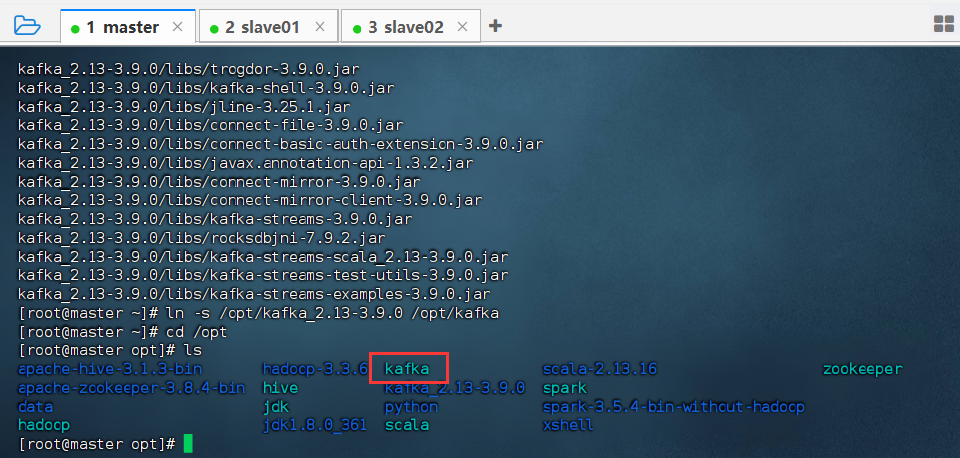 1 master × 2 slave01 × 3 slave02 × +
kafka_2.13-3.9.0/libs/trogdor-3.9.0.jar
kafka_2.13-3.9.0/libs/kafka-shell-3.9.0.jar
kafka_2.13-3.9.0/libs/jline-3.25.1.jar
kafka_2.13-3.9.0/libs/connect-file-3.9.0.jar
kafka_2.13-3.9.0/libs/connect-basic-auth-extension-3.9.0.jar
kafka_2.13-3.9.0/libs/javax.annotation-api-1.3.2.jar
kafka_2.13-3.9.0/libs/connect-mirror-3.9.0.jar
kafka_2.13-3.9.0/libs/connect-mirror-client-3.9.0.jar
kafka_2.13-3.9.0/libs/kafka-streams-3.9.0.jar
kafka_2.13-3.9.0/libs/rocksdbjni-7.9.2.jar
kafka_2.13-3.9.0/libs/kafka-streams-scala_2.13-3.9.0.jar
kafka_2.13-3.9.0/libs/kafka-streams-test-utils-3.9.0.jar
kafka_2.13-3.9.0/libs/kafka-streams-examples-3.9.0.jar
[root@master ~]# ln -s /opt/kafka_2.13-3.9.0 /opt/kafka
[root@master ~]# cd /opt
[root@master opt]# ls
apache-hive-3.1.3-bin hadoop-3.3.6 kafka scala-2.13.16 zookeeper
apache-zookeeper-3.8.4-bin hive kafka_2.13-3.9.0 spark
data jdk python spark-3.5.4-bin-without-hadoop
hadoop jdk1.8.0_361 scala xshell
[root@master opt]#